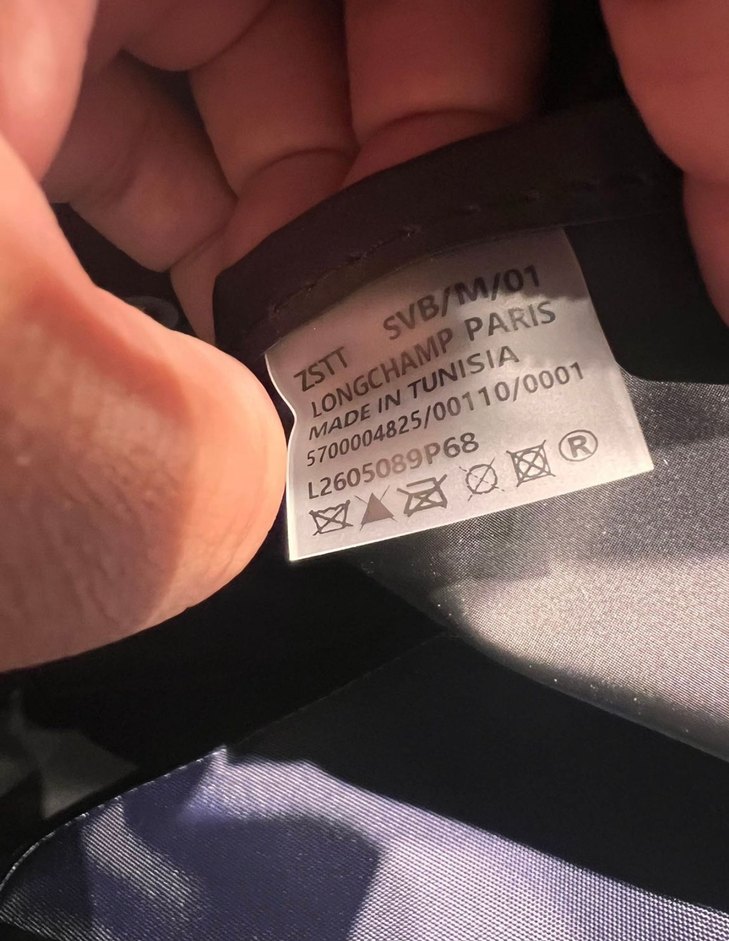 ZSTT SVB/M/01
LONGCHAMP PARIS
MADE IN TUNISIA
5700004825/00110/0001
L2605089P68
®